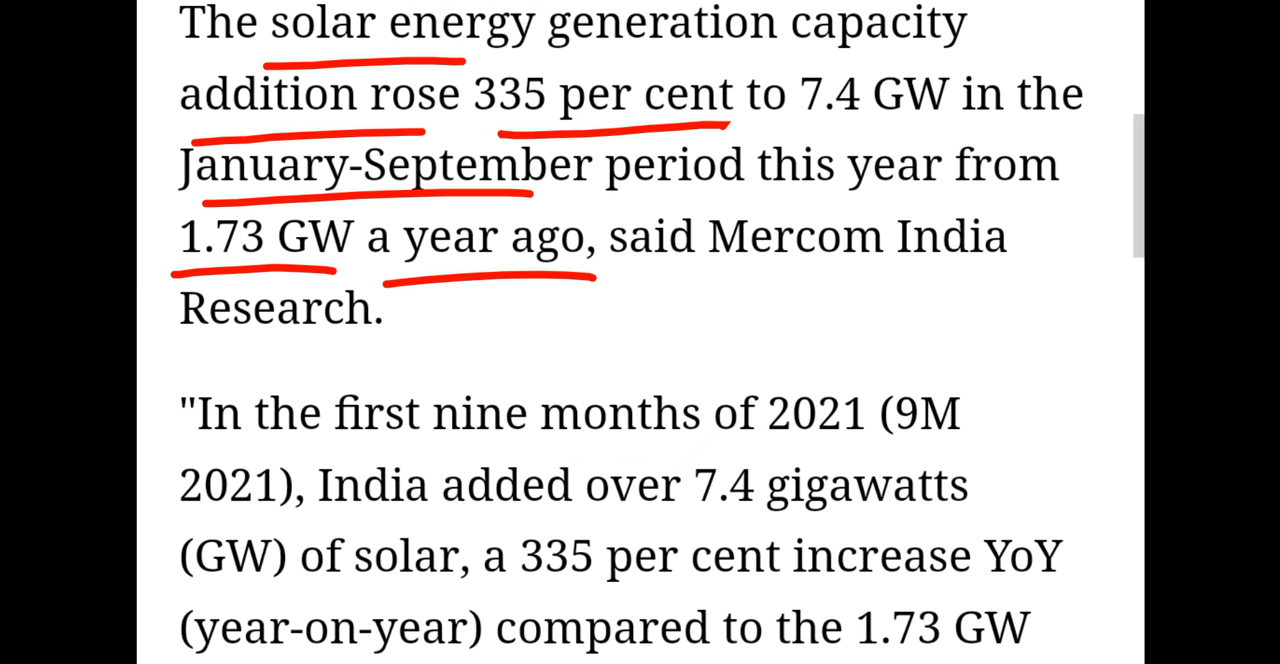 The solar energy generation capacity
addition rose 335 per cent to 7.4 GW in the
January-September period this year from
1.73 GW a year ago, said Mercom India
Research.
"In the first nine months of 2021 (9M
2021), India added over 7.4 gigawatts
(GW) of solar, a 335 per cent increase YoY
(year-on-year) compared to the 1.73 GW